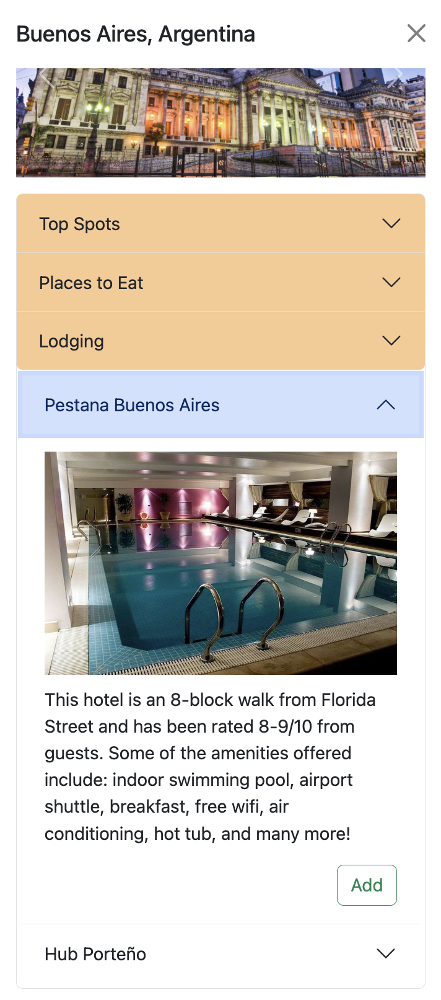 Buenos Aires, Argentina
Top Spots
Places to Eat
Lodging
Pestana Buenos Aires
This hotel is an 8-block walk from Florida
Street and has been rated 8-9/10 from
guests. Some of the amenities offered
include: indoor swimming pool, airport
shuttle, breakfast, free wifi, air
conditioning, hot tub, and many more!
Add
Hub Porteño